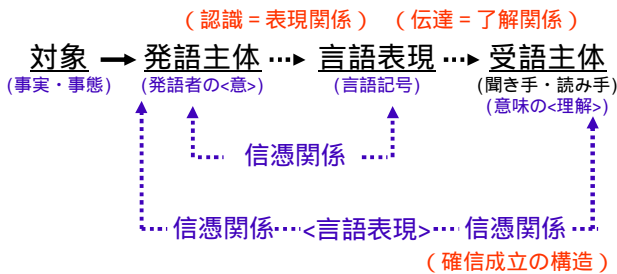 (認識=表現関係) (伝達=了解関係)
対象 発語主体 言語表現 受語主体
(事実・事態) (発語者の<意>) (言語記号) (聞き手・読み手)
(意味の<理解>)
信憑関係
信憑関係 <言語表現> 信憑関係
(確信成立の構造)